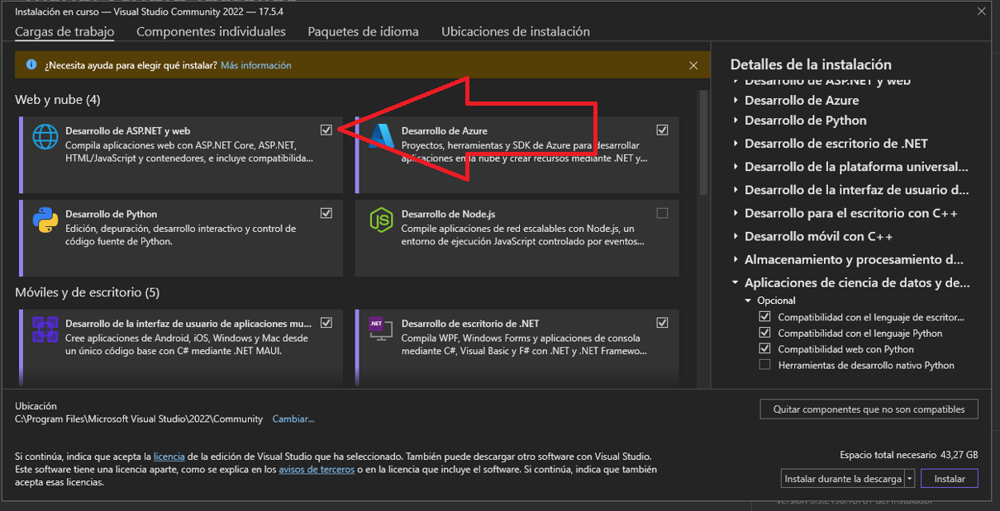 Instalación en curso — Visual Studio Community 2022 — 17.5.4
Cargas de trabajo
Componentes individuales
Paquetes de idioma
Ubicaciones de instalación
¿Necesita ayuda para elegir qué instalar? Más información
Web y nube (4)
Desarrollo de ASP.NET y web
Compila aplicaciones web con ASP.NET Core, ASP.NET,
HTML/JavaScript y contenedores, e incluye compatibilida...
Desarrollo de Azure
Proyectos, herramientas y SDK de Azure para desarrollar
aplicaciones en la nube y crear recursos mediante .NET y...
Desarrollo de Python
Edición, depuración, desarrollo interactivo y control de
código fuente de Python.
Desarrollo de Node.js
Compile aplicaciones de red escalables con Node.js, un
entorno de ejecución JavaScript controlado por eventos...
Móviles y de escritorio (5)
Desarrollo de la interfaz de usuario de aplicaciones mu...
Cree aplicaciones de Android, iOS, Windows y Mac desde
un único código base con C# mediante .NET MAUI.
.NET
Desarrollo de escritorio de .NET
Compila WPF, Windows Forms y aplicaciones de consola
mediante C#, Visual Basic y F# con .NET y .NET Framewo...
Detalles de la instalación
Desarrollo de ASP.NET y web
Desarrollo de Azure
Desarrollo de Python
Desarrollo de escritorio de .NET
Desarrollo de la plataforma universal...
Desarrollo de la interfaz de usuario d...
Desarrollo para el escritorio con C++
Desarrollo móvil con C++
Almacenamiento y procesamiento d...
Aplicaciones de ciencia de datos y de...
Opcional
Compatibilidad con el lenguaje de escritor...
Compatibilidad con el lenguaje Python
Compatibilidad web con Python
Herramientas de desarrollo nativo Python
Ubicación
C:\Program Files\Microsoft Visual Studio\2022\Community Cambiar...
Quitar componentes que no son compatibles
Si continúa, indica que acepta la licencia de la edición de Visual Studio que ha seleccionado. También puede descargar otro software con Visual Studio.
Este software tiene una licencia aparte, como se explica en los avisos de terceros o en la licencia que incluye el software. Si continúa, indica que también
acepta esas licencias.
Espacio total necesario 43,27 GB
Instalar durante la descarga
Instalar